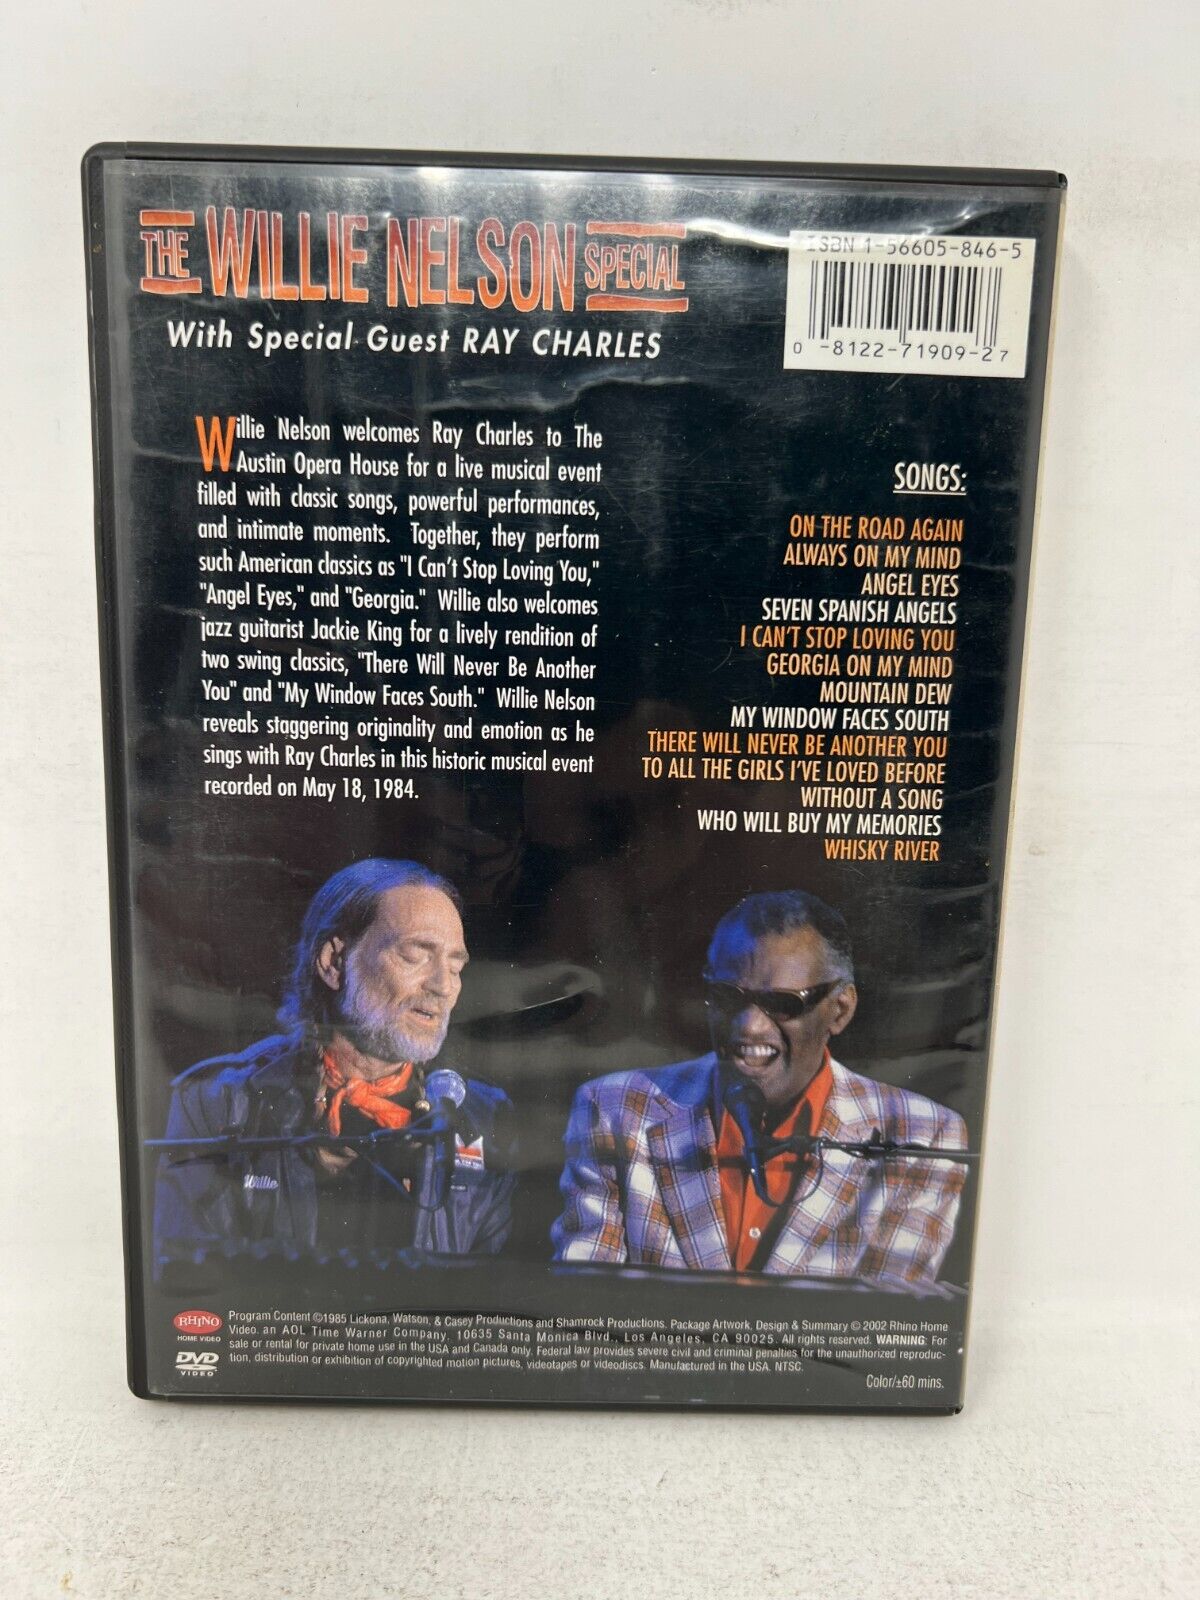 THE WILLIE NELSON SPECIAL
With Special Guest RAY CHARLES
ISBN 1-56605-846-5
0 -8122-71909-2 7
Willie Nelson welcomes Ray Charles to The
Austin Opera House for a live musical event
filled with classic songs, powerful performances,
and intimate moments. Together, they perform
such American classics as "I Can't Stop Loving You,"
"Angel Eyes," and "Georgia." Willie also welcomes
jazz guitarist Jackie King for a lively rendition of
two swing classics, "There Will Never Be Another
You" and "My Window Faces South." Willie Nelson
reveals staggering originality and emotion as he
sings with Ray Charles in this historic musical event
recorded on May 18, 1984.
SONGS:
ON THE ROAD AGAIN
ALWAYS ON MY MIND
ANGEL EYES
SEVEN SPANISH ANGELS
I CAN'T STOP LOVING YOU
GEORGIA ON MY MIND
MOUNTAIN DEW
MY WINDOW FACES SOUTH
THERE WILL NEVER BE ANOTHER YOU
TO ALL THE GIRLS I'VE LOVED BEFORE
WITHOUT A SONG
WHO WILL BUY MY MEMORIES
WHISKY RIVER
Willie
RHINO
HOME VIDEO
DVD
VIDEO
Program Content ©1985 Lickona, Watson, & Casey Productions and Shamrock Productions. Package Artwork, Design & Summary © 2002 Rhino Home
Video. an AOL Time Warner Company, 10635 Santa Monica Blvd., Los Angeles, CA 90025. All rights reserved. WARNING: For
sale or rental for private home use in the USA and Canada only. Federal law provides severe civil and criminal penalties for the unauthorized reproduc-
tion, distribution or exhibition of copyrighted motion pictures, videotapes or videodiscs. Manufactured in the USA. NTSC.
Color/±60 mins.